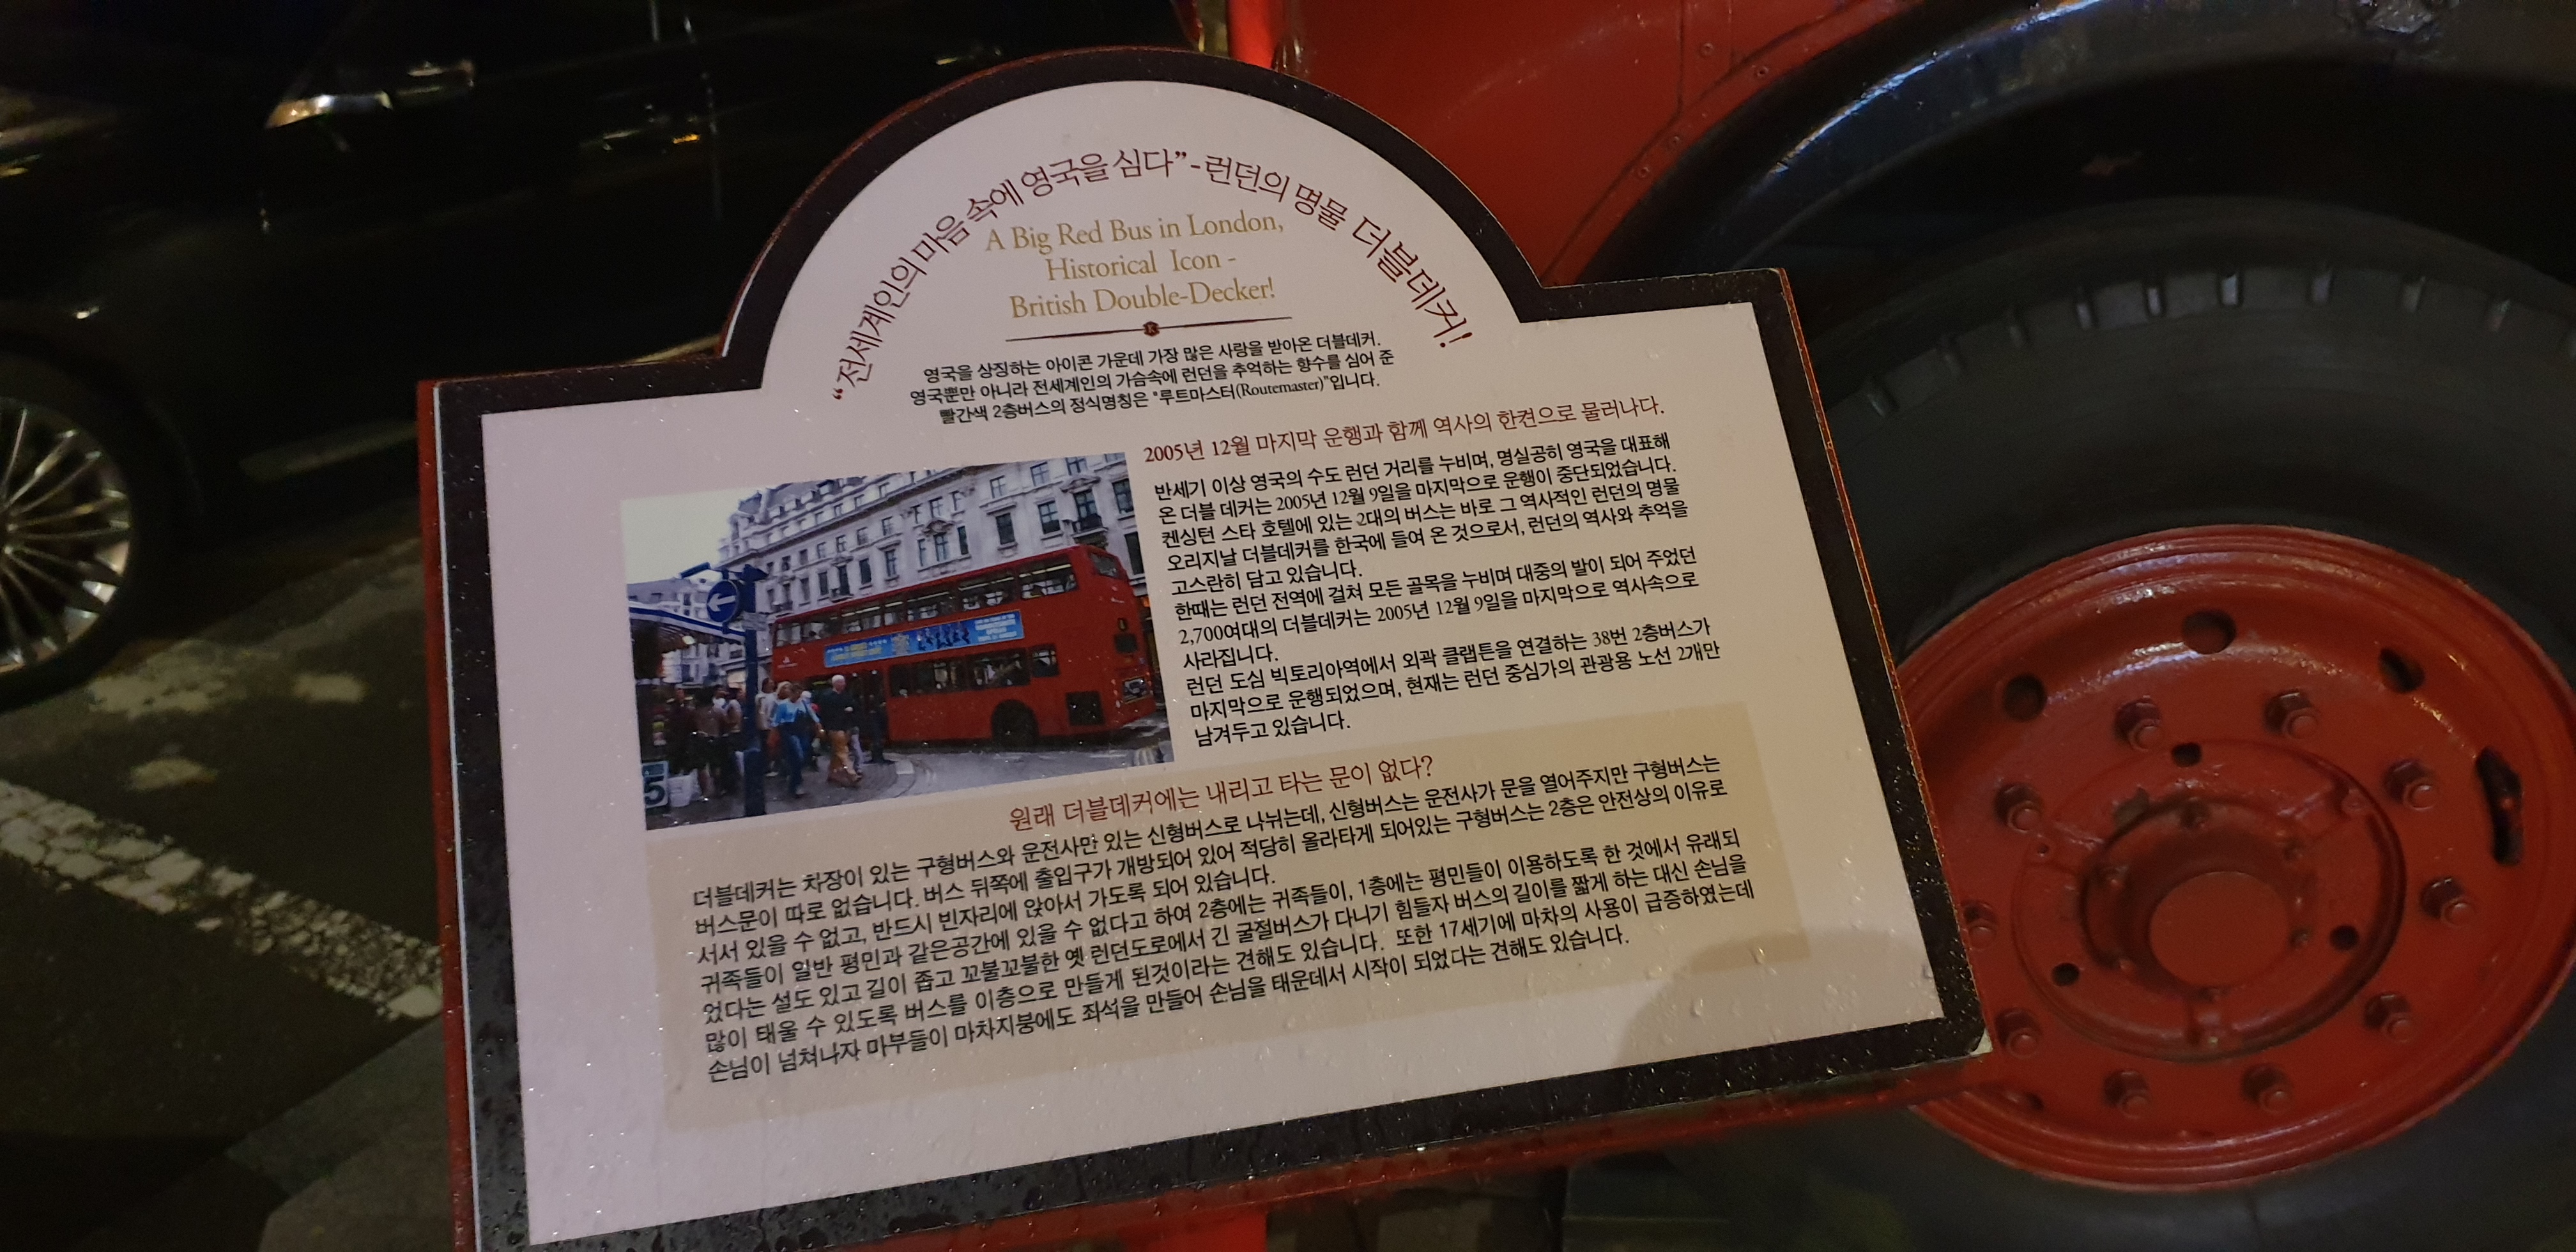 “전세계인의 마음 속에 영국을 심다” - 런던의 명물 더블데커!
A Big Red Bus in London,
Historical Icon -
British Double-Decker!
영국을 상징하는 아이콘 가운데 가장 많은 사랑을 받아온 더블데커.
영국뿐만 아니라 전세계인의 가슴속에 런던을 추억하는 향수를 심어 준
빨간색 2층버스의 정식명칭은 "루트마스터(Routemaster)"입니다.
2005년 12월 마지막 운행과 함께 역사의 한켠으로 물러나다.
반세기 이상 영국의 수도 런던 거리를 누비며, 명실공히 영국을 대표해
온 더블 데커는 2005년 12월 9일을 마지막으로 운행이 중단되었습니다.
켄싱턴 스타 호텔에 있는 2대의 버스는 바로 그 역사적인 런던의 명물
오리지날 더블데커를 한국에 들여 온 것으로서, 런던의 역사와 추억을
고스란히 담고 있습니다.
한때는 런던 전역에 걸쳐 모든 골목을 누비며 대중의 발이 되어 주었던
2,700여대의 더블데커는 2005년 12월 9일을 마지막으로 역사속으로
사라집니다.
런던 도심 빅토리아역에서 외곽 클랩튼을 연결하는 38번 2층버스가
마지막으로 운행되었으며, 현재는 런던 중심가의 관광용 노선 2개만
남겨두고 있습니다.
5
원래 더블데커에는 내리고 타는 문이 없다?
더블데커는 차장이 있는 구형버스와 운전사만 있는 신형버스로 나뉘는데, 신형버스는 운전사가 문을 열어주지만 구형버스는
버스문이 따로 없습니다. 버스 뒤쪽에 출입구가 개방되어 있어 적당히 올라타게 되어있는 구형버스는 2층은 안전상의 이유로
서서 있을 수 없고, 반드시 빈자리에 앉아서 가도록 되어 있습니다.
귀족들이 일반 평민과 같은공간에 있을 수 없다고 하여 2층에는 귀족들이, 1층에는 평민들이 이용하도록 한 것에서 유래되
었다는 설도 있고 길이 좁고 꼬불꼬불한 옛 런던도로에서 긴 굴절버스가 다니기 힘들자 버스의 길이를 짧게 하는 대신 손님을
많이 태울 수 있도록 버스를 이층으로 만들게 된것이라는 견해도 있습니다. 또한 17세기에 마차의 사용이 급증하였는데
손님이 넘쳐나자 마부들이 마차지붕에도 좌석을 만들어 손님을 태운데서 시작이 되었다는 견해도 있습니다.